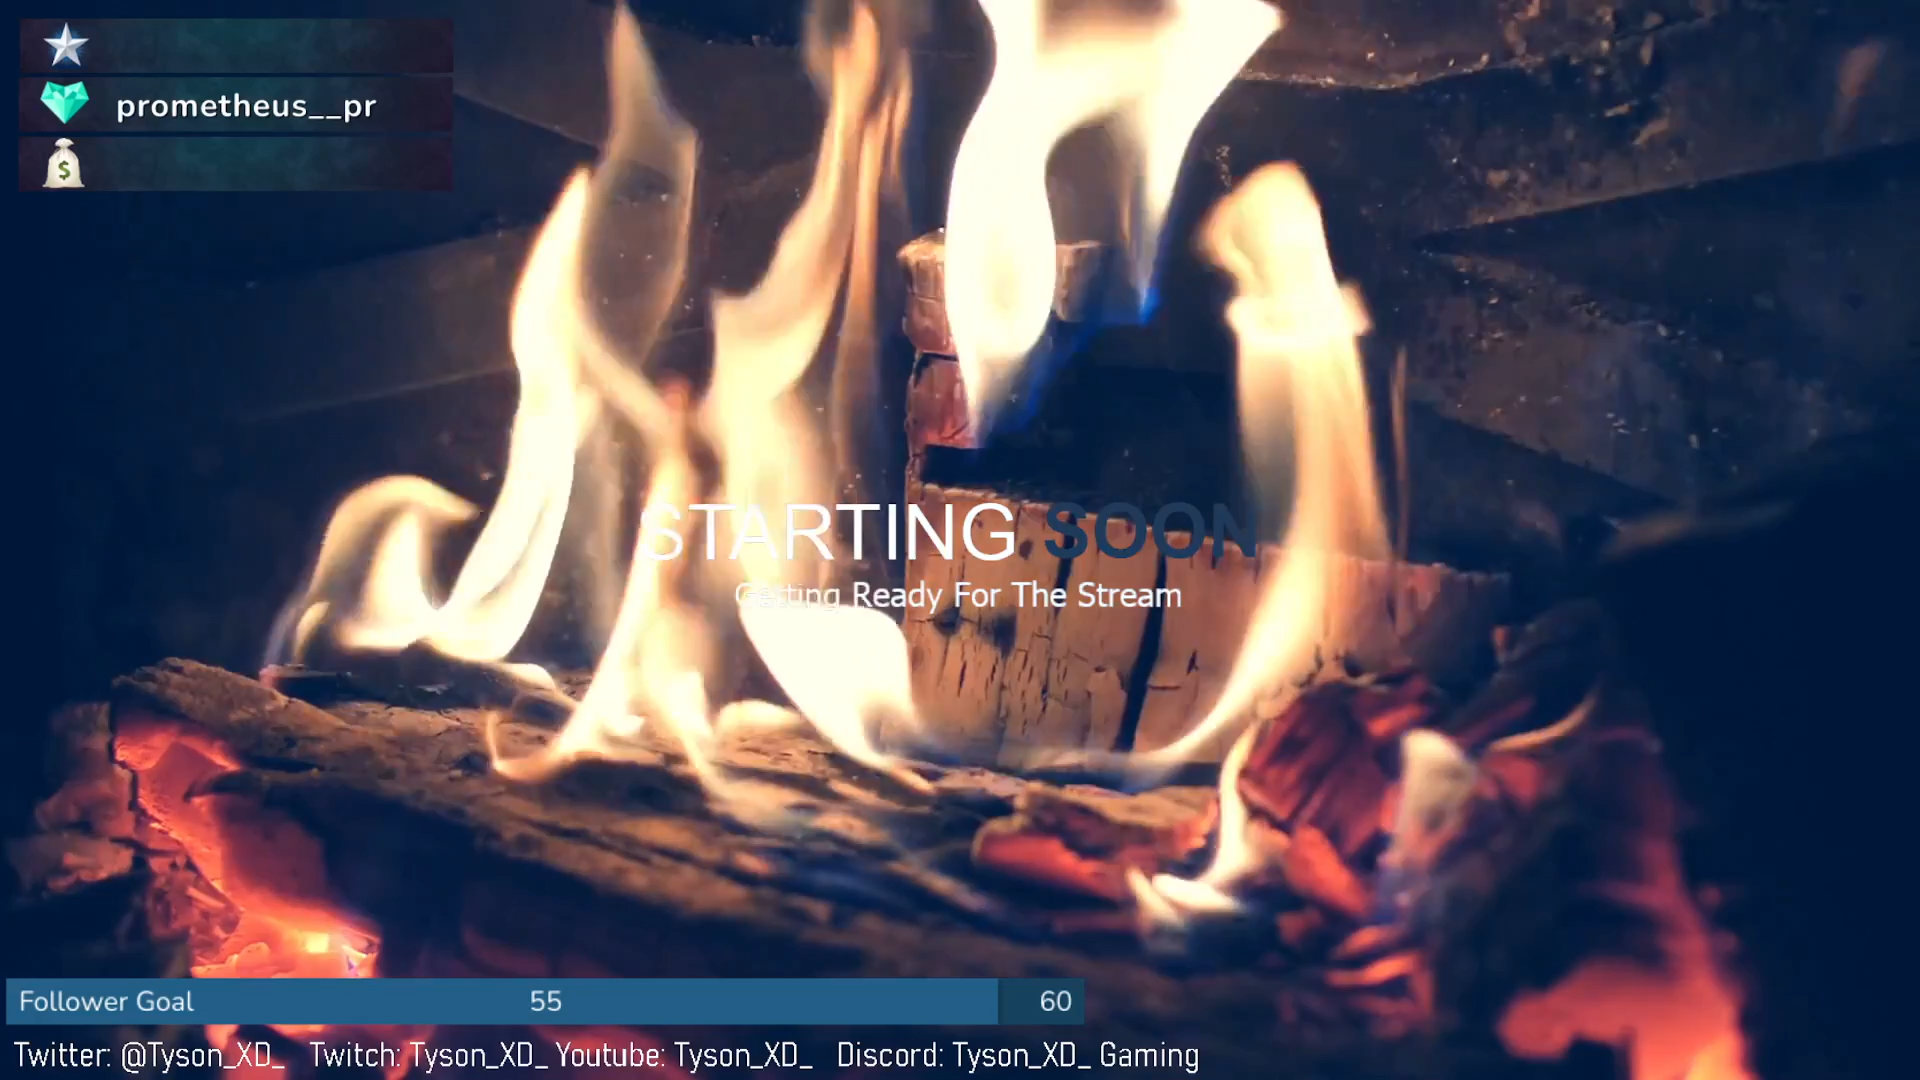 prometheus__pr
STARTING SOON
Getting Ready For The Stream
Follower Goal 55 60
Twitter: @Tyson_XD_ Twitch: Tyson_XD_ Youtube: Tyson_XD_ Discord: Tyson_XD_ Gaming